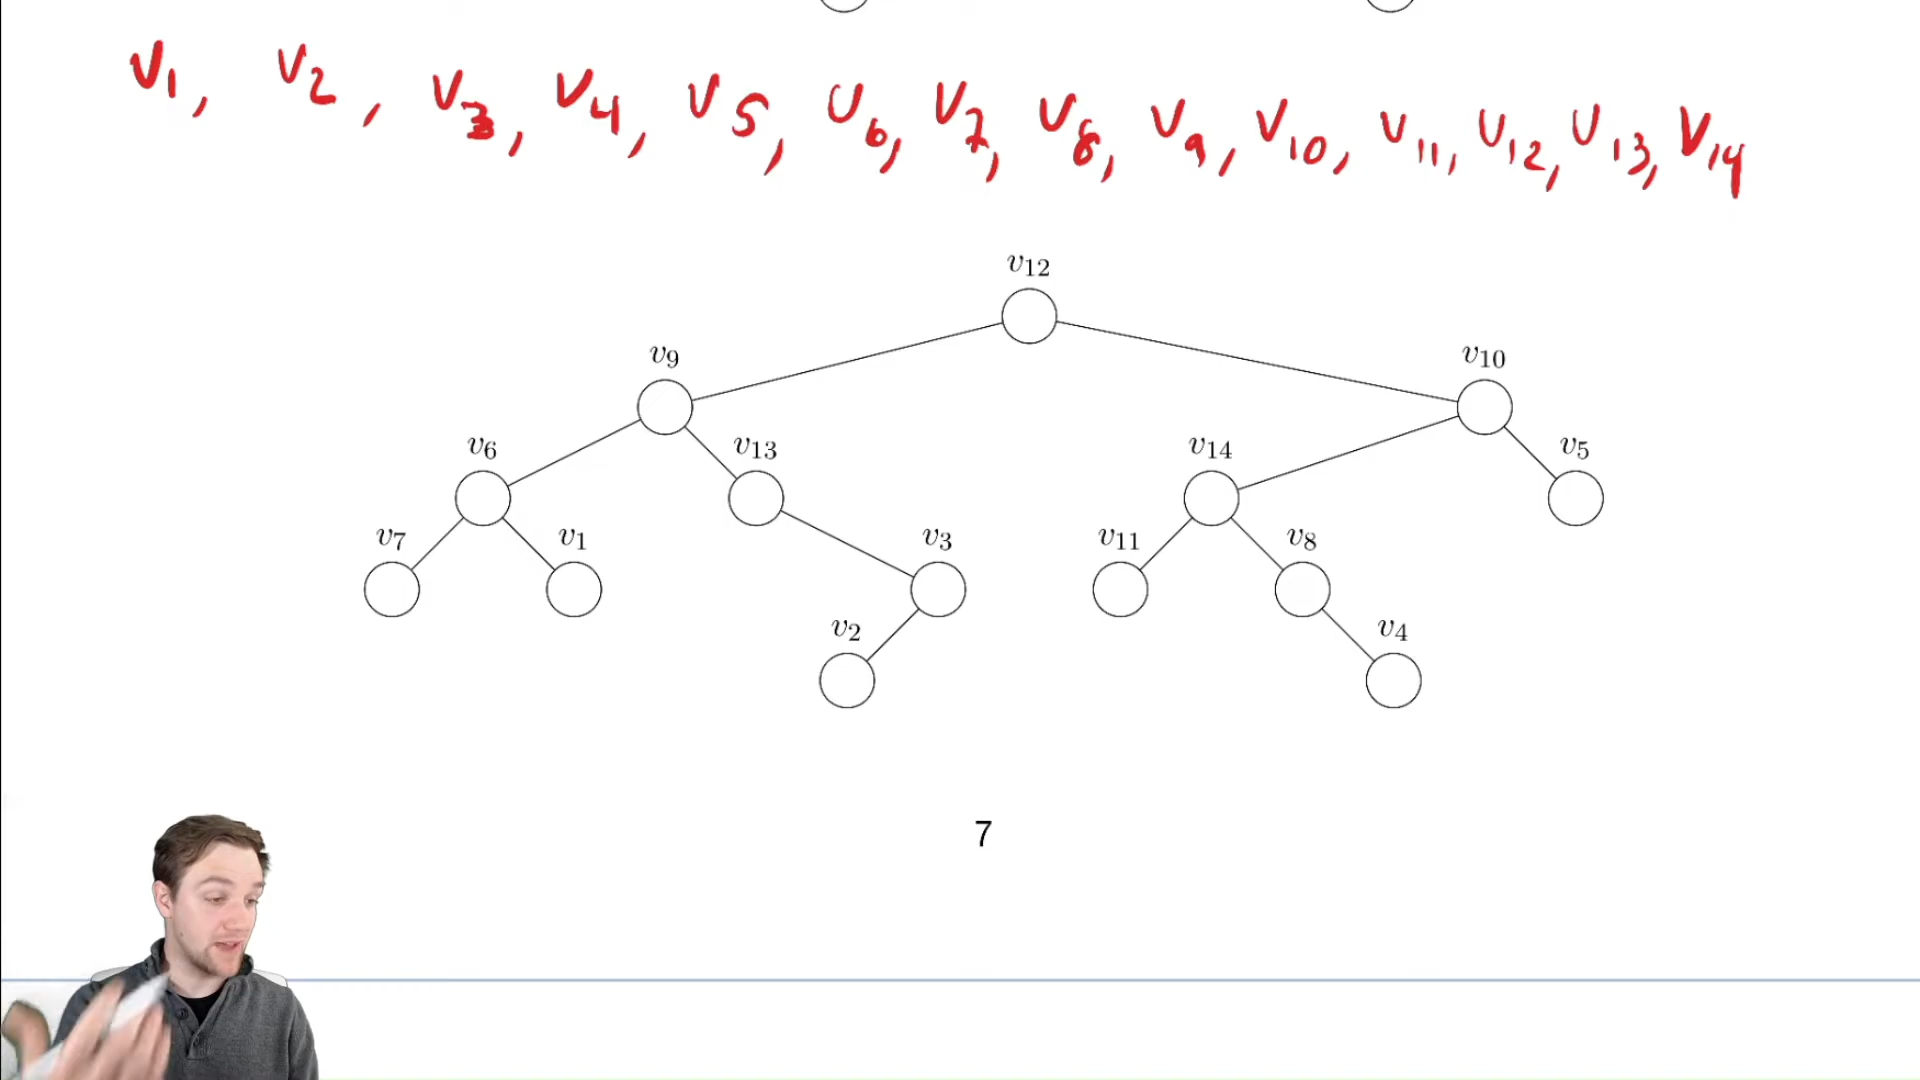 v1, v2, v3, v4, v5, v6, v7, v8, v9, v10, v11, v12, v13, v14
v12
v9 v10
v6 v13 v14 v5
v7 v1 v3 v11 v8
v2 v4
7